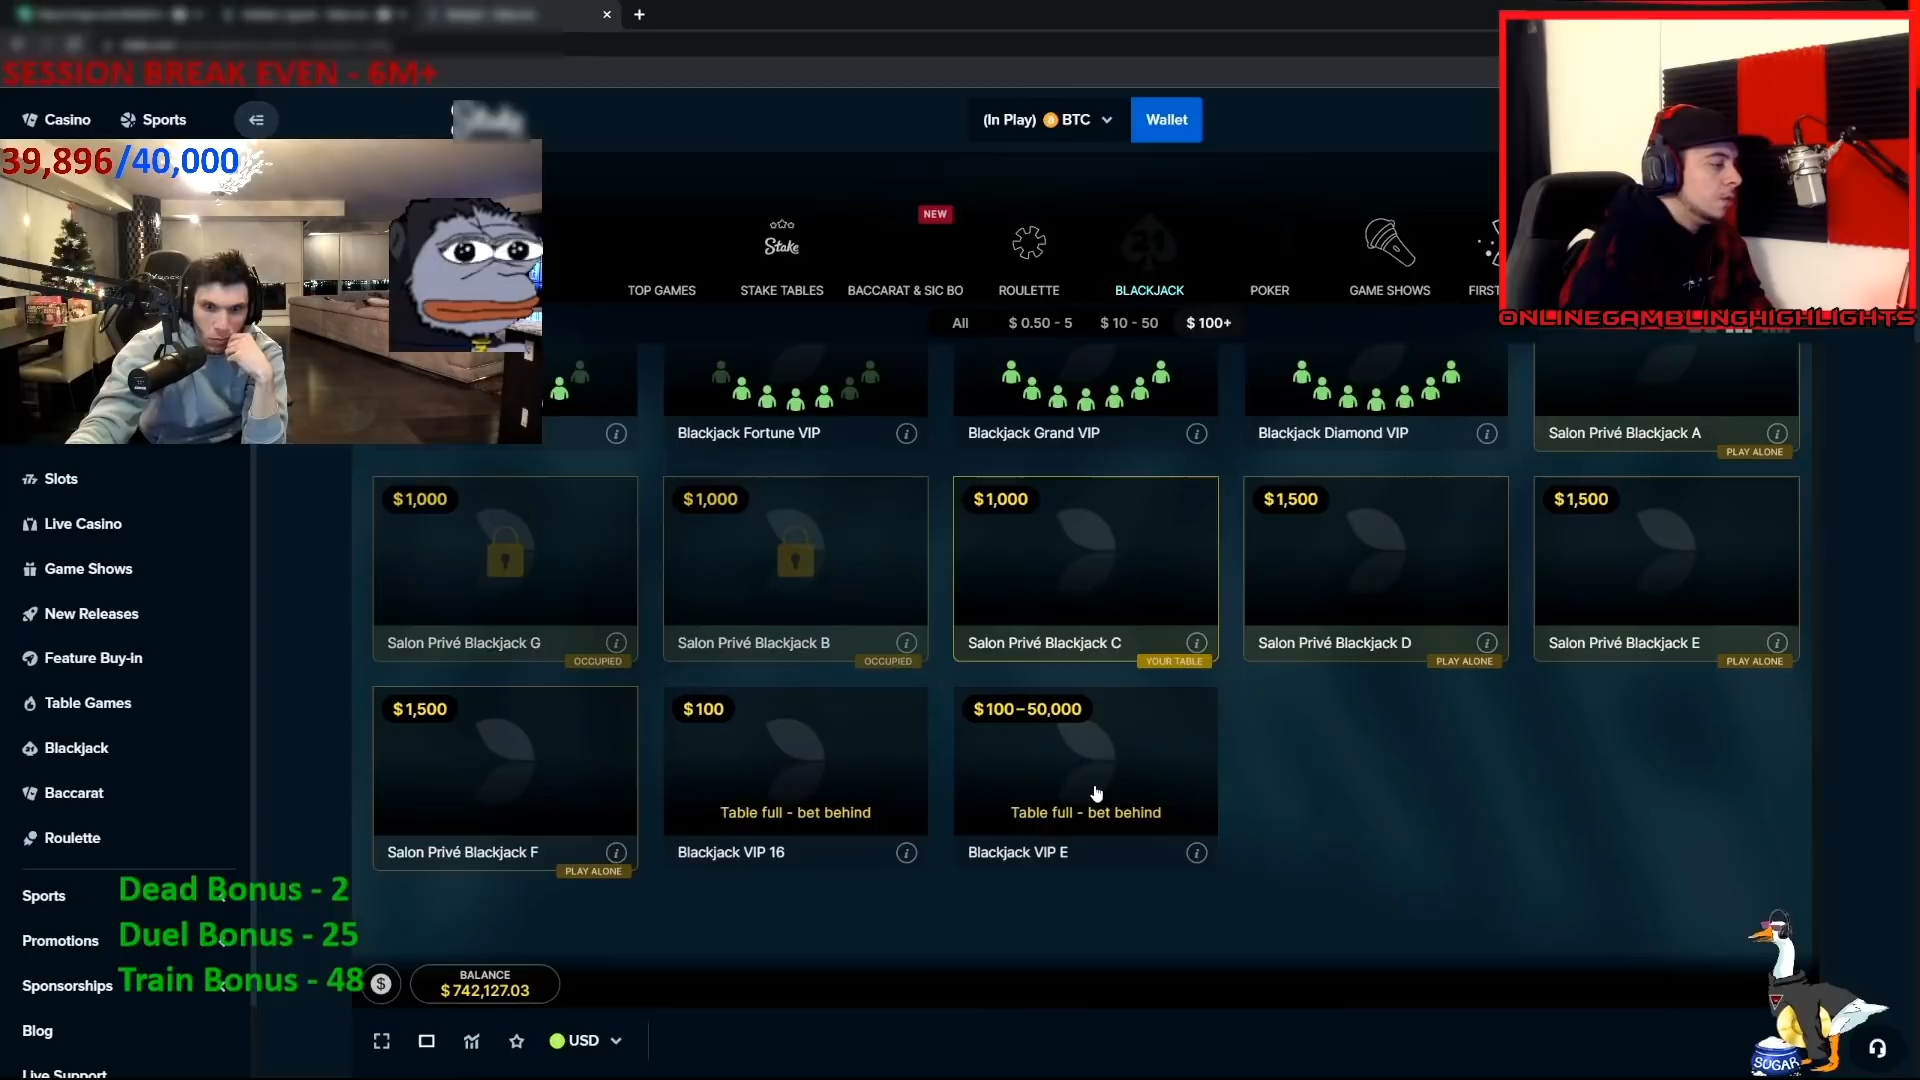 SESSION BREAK EVEN - 6M+
Casino
Sports
Stake
(In Play) BTC
Wallet
39,896/40,000
NEW
Stake
TOP GAMES
STAKE TABLES
BACCARAT & SIC BO
ROULETTE
BLACKJACK
POKER
GAME SHOWS
FIRST
ONLINEGAMBLINGHIGHLIGHTS
All
$ 0.50 - 5
$ 10 - 50
$ 100+
Blackjack Fortune VIP
Blackjack Grand VIP
Blackjack Diamond VIP
Salon Privé Blackjack A
PLAY ALONE
Slots
Live Casino
Game Shows
New Releases
Feature Buy-in
Table Games
Blackjack
Baccarat
Roulette
Sports
Promotions
Sponsorships
Blog
Live Support
$ 1,000
$ 1,000
$ 1,000
$ 1,500
$ 1,500
Salon Privé Blackjack G
OCCUPIED
Salon Privé Blackjack B
OCCUPIED
Salon Privé Blackjack C
YOUR TABLE
Salon Privé Blackjack D
PLAY ALONE
Salon Privé Blackjack E
PLAY ALONE
$ 1,500
$ 100
$ 100–50,000
Table full - bet behind
Table full - bet behind
Salon Privé Blackjack F
PLAY ALONE
Blackjack VIP 16
Blackjack VIP E
Dead Bonus - 2
Duel Bonus - 25
Train Bonus - 48
BALANCE
$ 742,127.03
USD
SUGAR